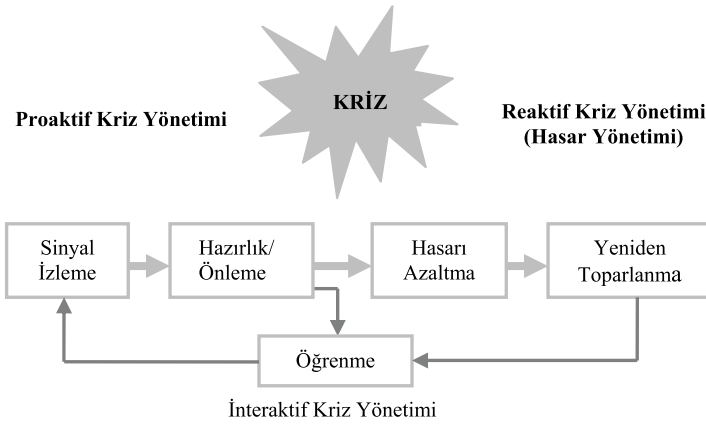 KRİZ
Proaktif Kriz Yönetimi
Reaktif Kriz Yönetimi
(Hasar Yönetimi)
Sinyal
İzleme
Hazırlık/
Önleme
Hasarı
Azaltma
Yeniden
Toparlanma
Öğrenme
İnteraktif Kriz Yönetimi